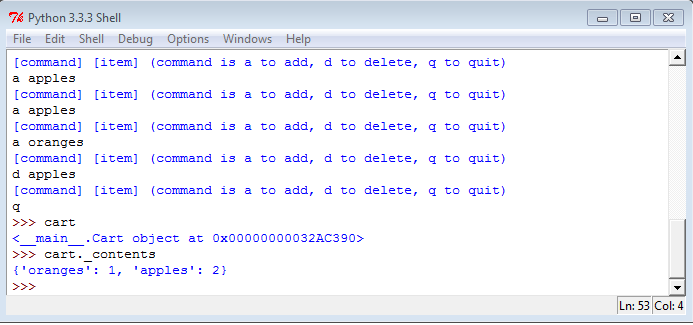 Python 3.3.3 Shell
File Edit Shell Debug Options Windows Help
[command] [item] (command is a to add, d to delete, q to quit)
a apples
[command] [item] (command is a to add, d to delete, q to quit)
a apples
[command] [item] (command is a to add, d to delete, q to quit)
a oranges
[command] [item] (command is a to add, d to delete, q to quit)
d apples
[command] [item] (command is a to add, d to delete, q to quit)
q
>>> cart
<__main__.Cart object at 0x00000000032AC390>
>>> cart._contents
{'oranges': 1, 'apples': 2}
>>>
Ln: 53 Col: 4